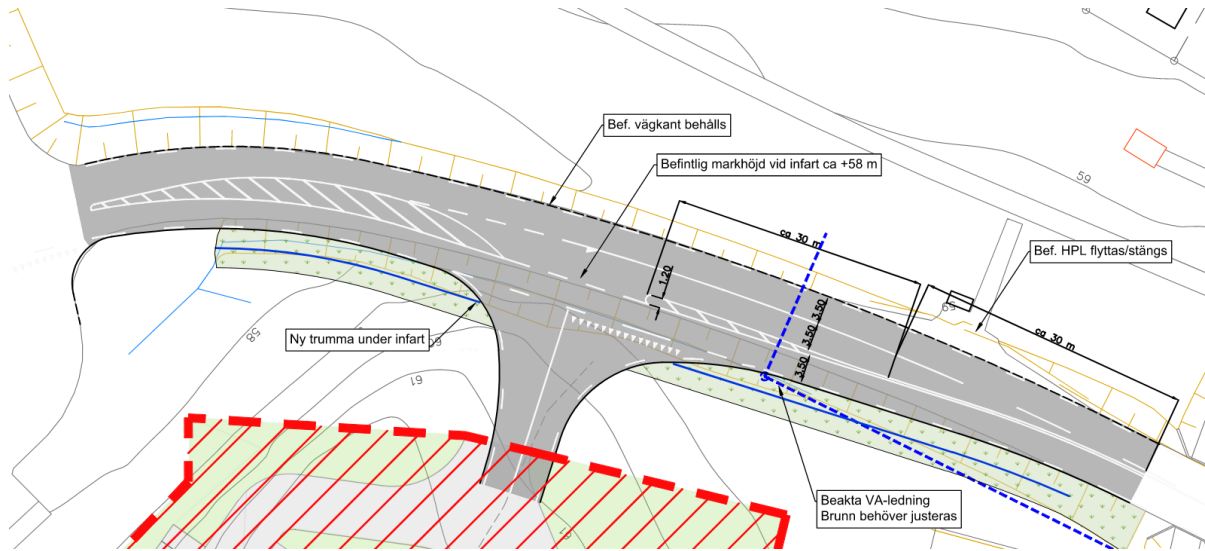 Bef. vägkant behålls
Befintlig markhöjd vid infart ca +58 m
59
ca 30 m
Bef. HPL flyttas/stängs
1.20
3.50
3.50
3.50
59
ca 30 m
58
Ny trumma under infart
61
Beakta VA-ledning
Brunn behöver justeras
61